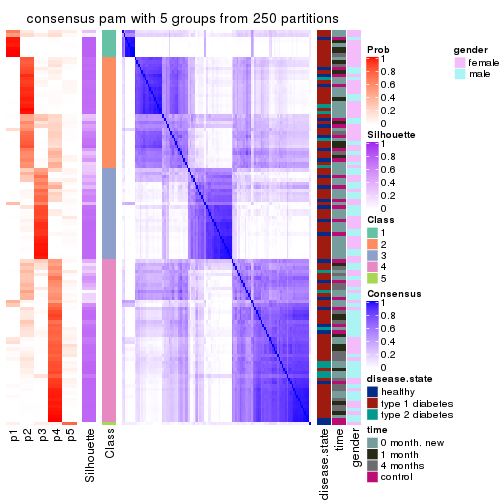 consensus pam with 5 groups from 250 partitions
Prob
1
0.8
0.6
0.4
0.2
0
gender
female
male
Silhouette
1
0.8
0.6
0.4
0.2
0
Class
1
2
3
4
5
Consensus
1
0.8
0.6
0.4
0.2
0
disease.state
healthy
type 1 diabetes
type 2 diabetes
time
0 month. new
1 month
4 months
control
p1
p2
p3
p4
p5
Silhouette
Class
disease.state
time
gender